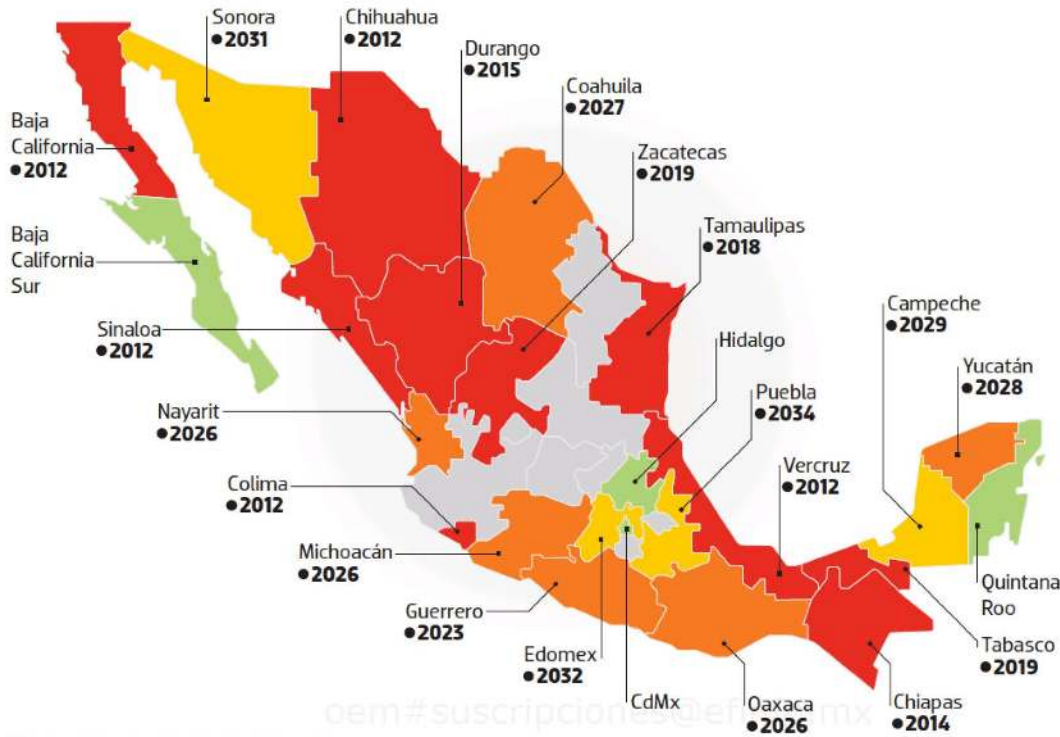 Sonora
● 2031
Chihuahua
● 2012
Durango
● 2015
Coahuila
● 2027
Zacatecas
● 2019
Tamaulipas
● 2018
Baja
California
● 2012
Baja
California
Sur
Sinaloa
● 2012
Nayarit
● 2026
Colima
● 2012
Michoacán
● 2026
Guerrero
● 2023
Edomex
● 2032
CdMx
Oaxaca
● 2026
Hidalgo
Puebla
● 2034
Vercruz
● 2012
Campeche
● 2029
Yucatán
● 2028
Quintana
Roo
Tabasco
● 2019
Chiapas
● 2014